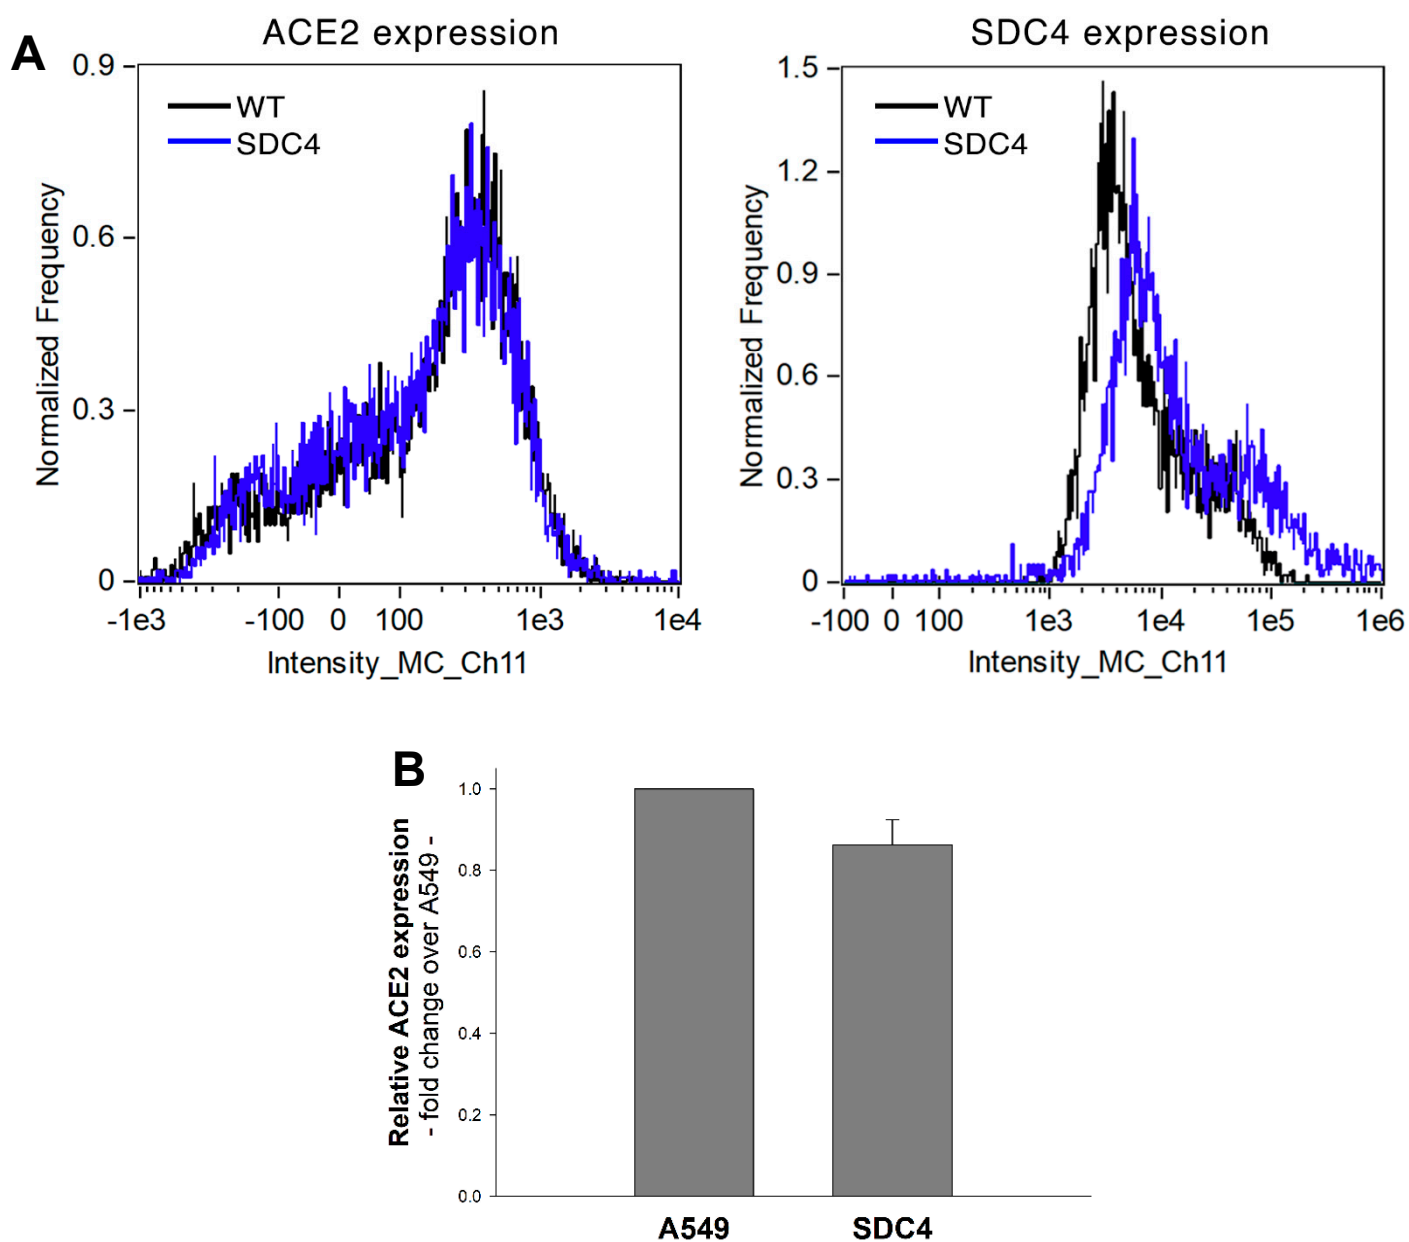 A
ACE2 expression
WT
SDC4
0.9
0.6
0.3
0
Normalized Frequency
-1e3 -100 0 100 1e3 1e4
Intensity_MC_Ch11
SDC4 expression
WT
SDC4
1.5
1.2
0.9
0.6
0.3
0
Normalized Frequency
-100 0 100 1e3 1e4 1e5 1e6
Intensity_MC_Ch11
B
Relative ACE2 expression
- fold change over A549 -
1.0
0.8
0.6
0.4
0.2
0.0
A549 SDC4